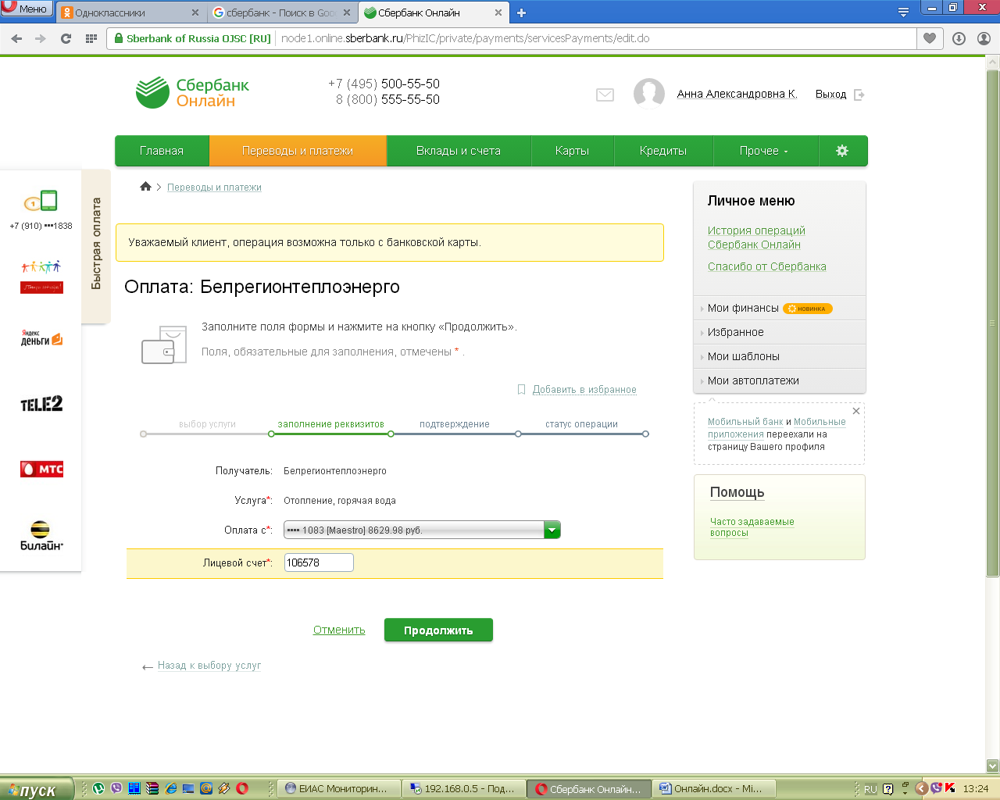 Меню
Одноклассники
сбербанк - Поиск в Goo
Сбербанк Онлайн
Sberbank of Russia OJSC [RU]
node1.online.sberbank.ru/PhizIC/private/payments/servicesPayments/edit.do
Сбербанк
Онлайн
+7 (495) 500-55-50
8 (800) 555-55-50
Анна Александровна К.
Выход
Главная
Переводы и платежи
Вклады и счета
Карты
Кредиты
Прочее
Быстрая оплата
+7 (910) •••1838
Яндекс
деньги
TELE2
МТС
Билайн
Переводы и платежи
Уважаемый клиент, операция возможна только с банковской карты.
Оплата: Белрегионтеплоэнерго
Заполните поля формы и нажмите на кнопку «Продолжить».
Поля, обязательные для заполнения, отмечены * .
Добавить в избранное
выбор услуги
заполнение реквизитов
подтверждение
статус операции
Получатель: Белрегионтеплоэнерго
Услуга*: Отопление, горячая вода
Оплата с*: •••• 1083 [Maestro] 8629.98 руб.
Лицевой счет*: 106578
Отменить
Продолжить
← Назад к выбору услуг
Личное меню
История операций
Сбербанк Онлайн
Спасибо от Сбербанка
Мои финансы
НОВИНКА
Избранное
Мои шаблоны
Мои автоплатежи
Мобильный банк и Мобильные
приложения переехали на
страницу Вашего профиля
Помощь
Часто задаваемые
вопросы
пуск
ЕИАС Мониторин...
192.168.0.5 - Под...
Сбербанк Онлайн...
Онлайн.docx - Mi...
RU
13:24